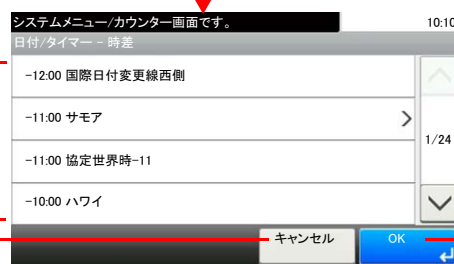 システムメニュー/カウンター画面です。
10:10
日付/タイマー - 時差
-12:00 国際日付変更線西側
-11:00 サモア
1/24
-11:00 協定世界時-11
-10:00 ハワイ
キャンセル
OK